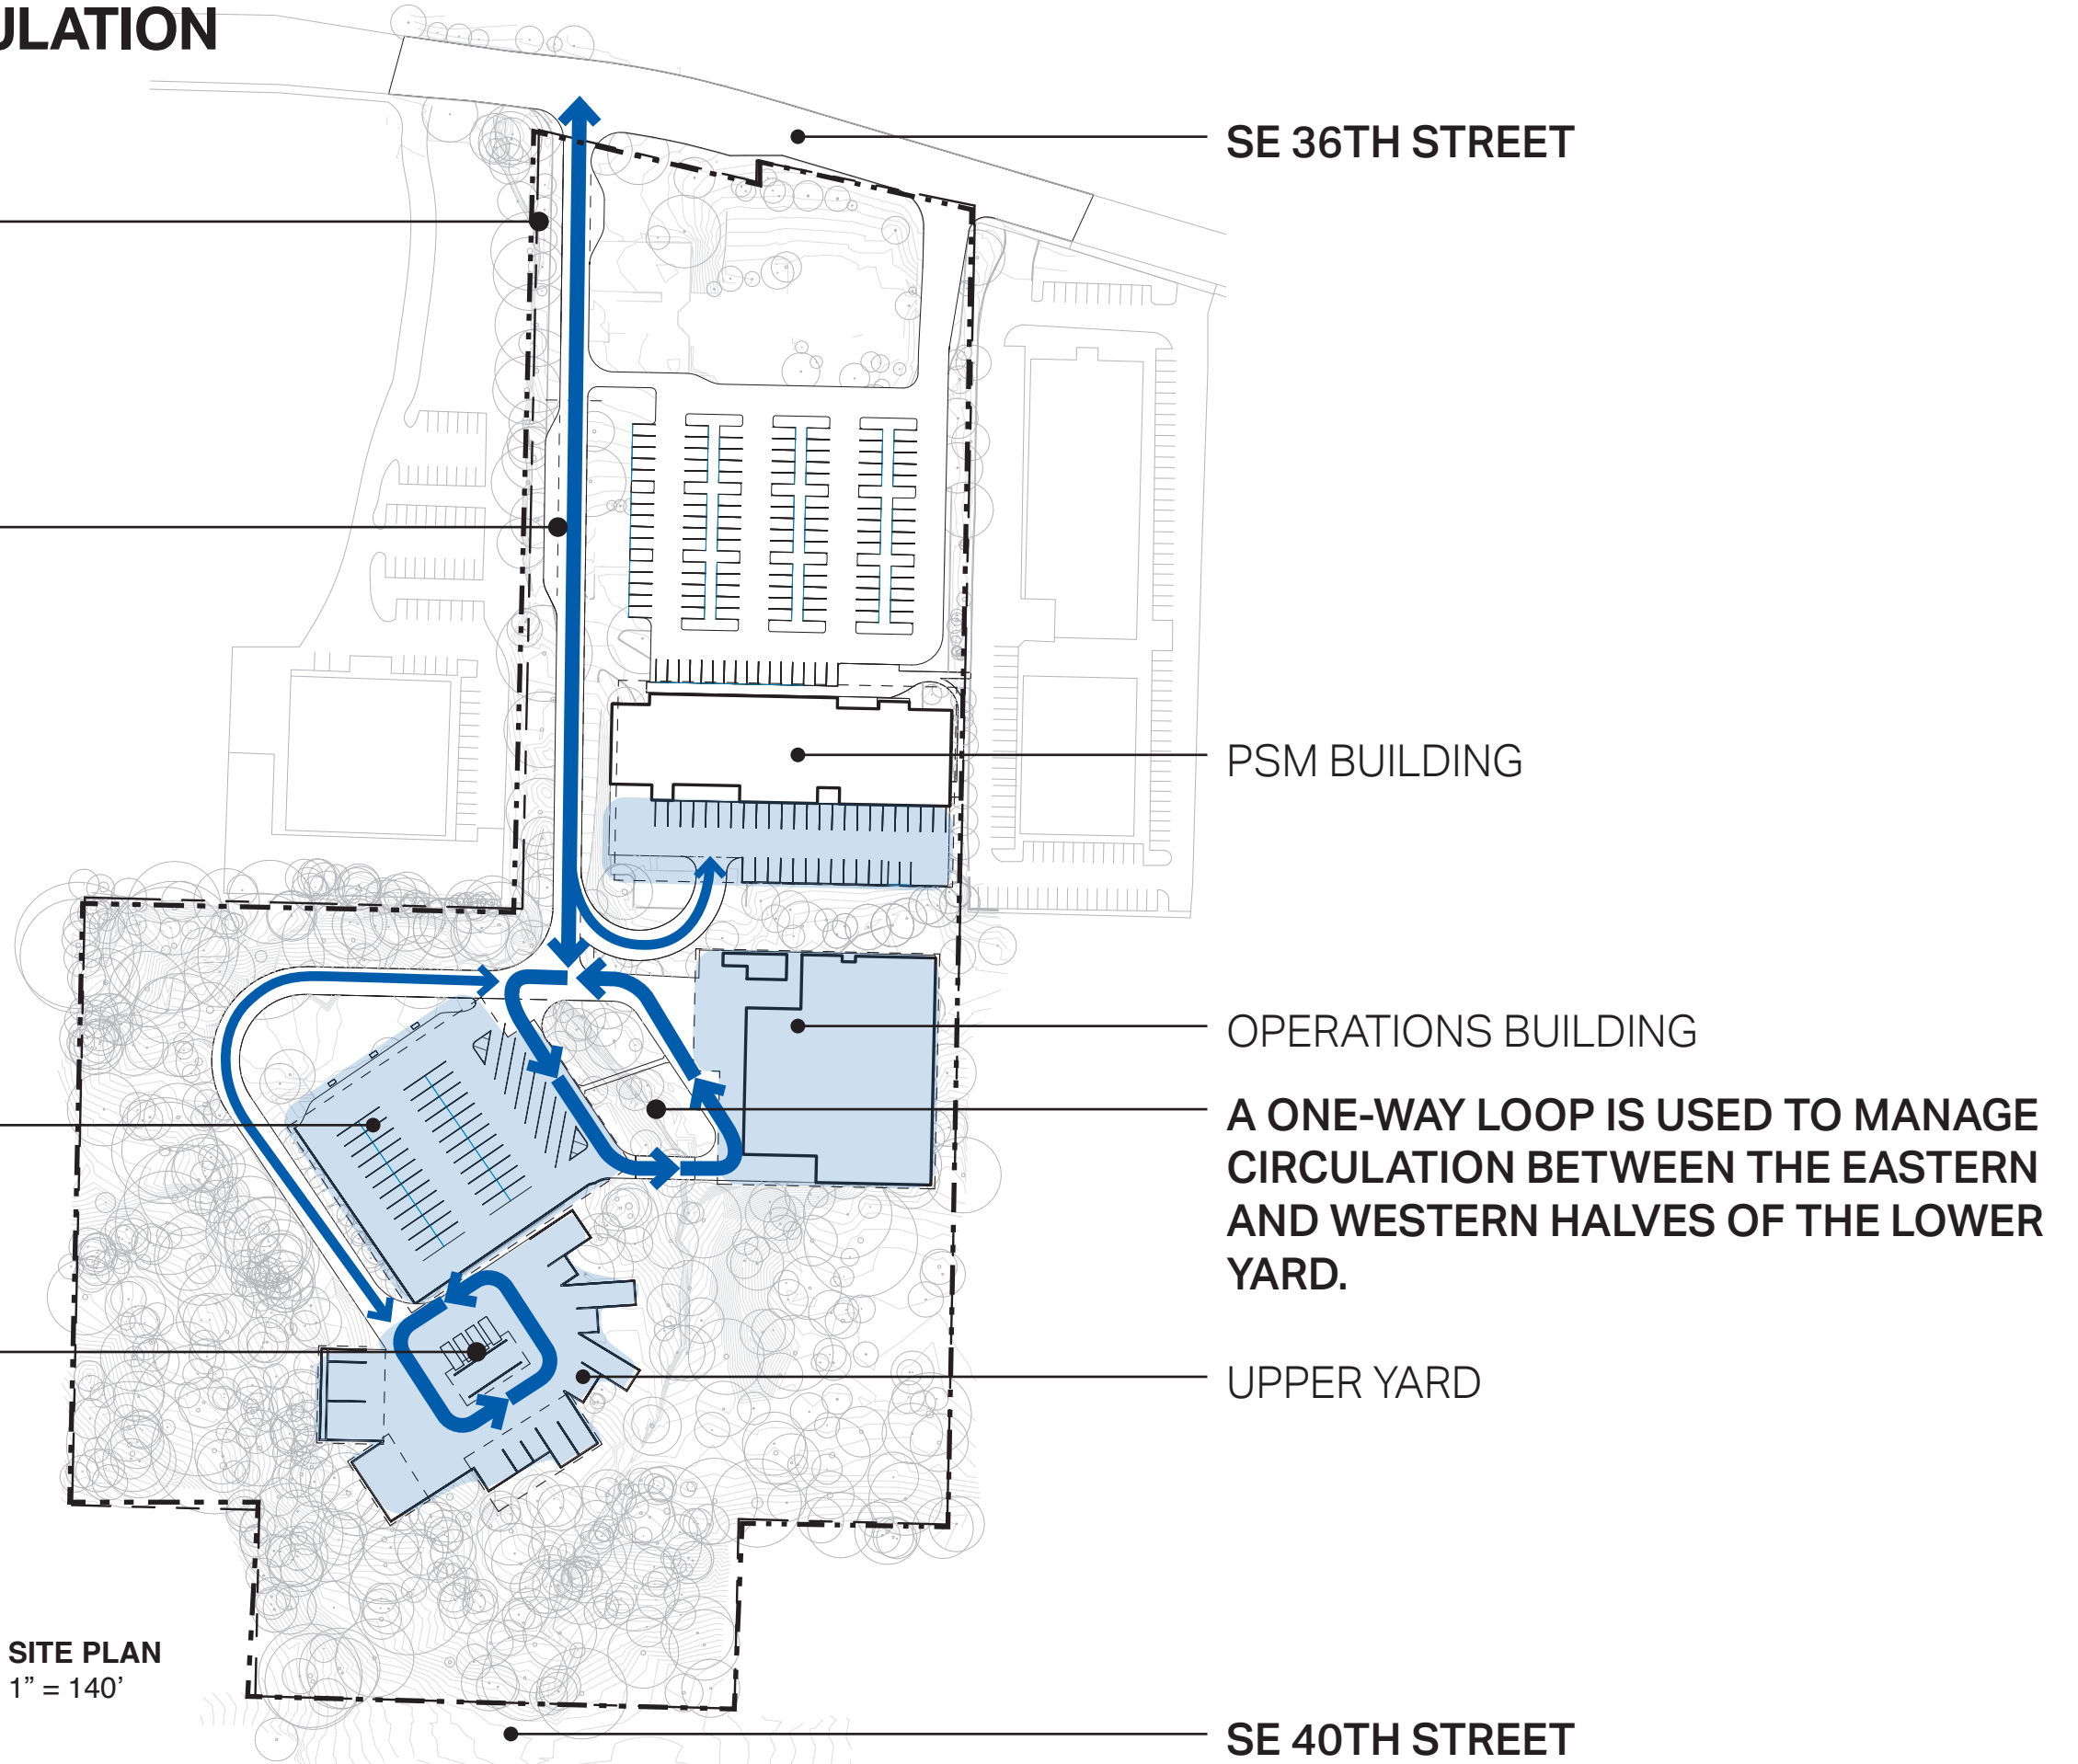 ULATION
SE 36TH STREET
PSM BUILDING
OPERATIONS BUILDING
A ONE-WAY LOOP IS USED TO MANAGE
CIRCULATION BETWEEN THE EASTERN
AND WESTERN HALVES OF THE LOWER
YARD.
UPPER YARD
SITE PLAN
1” = 140’
SE 40TH STREET